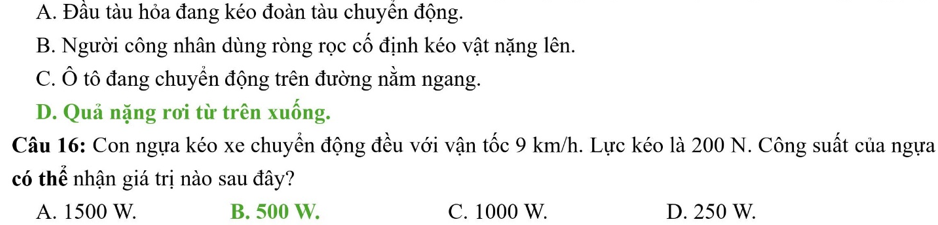 A. Đầu tàu hỏa đang kéo đoàn tàu chuyển động.
B. Người công nhân dùng ròng rọc cố định kéo vật nặng lên.
C. Ô tô đang chuyển động trên đường nằm ngang.
D. Quả nặng rơi từ trên xuống.
Câu 16: Con ngựa kéo xe chuyển động đều với vận tốc 9 km/h. Lực kéo là 200 N. Công suất của ngựa
có thể nhận giá trị nào sau đây?
A. 1500 W. B. 500 W. C. 1000 W. D. 250 W.